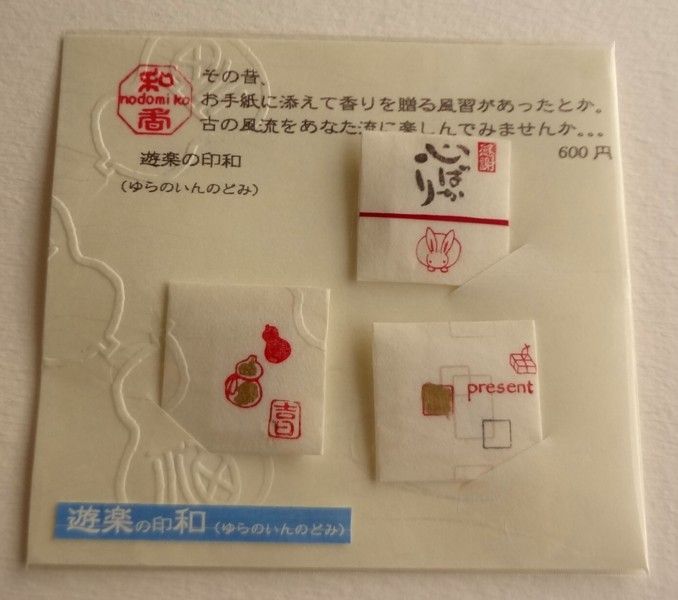 和
nodomiko
香
その昔、
お手紙に添えて香りを贈る風習があったとか。
古の風流をあなた流に楽しんでみませんか。。。
600円
遊楽の印和
(ゆらのいんのどみ)
感謝
心ばかり
吉日
present
遊楽の印和(ゆらのいんのどみ)